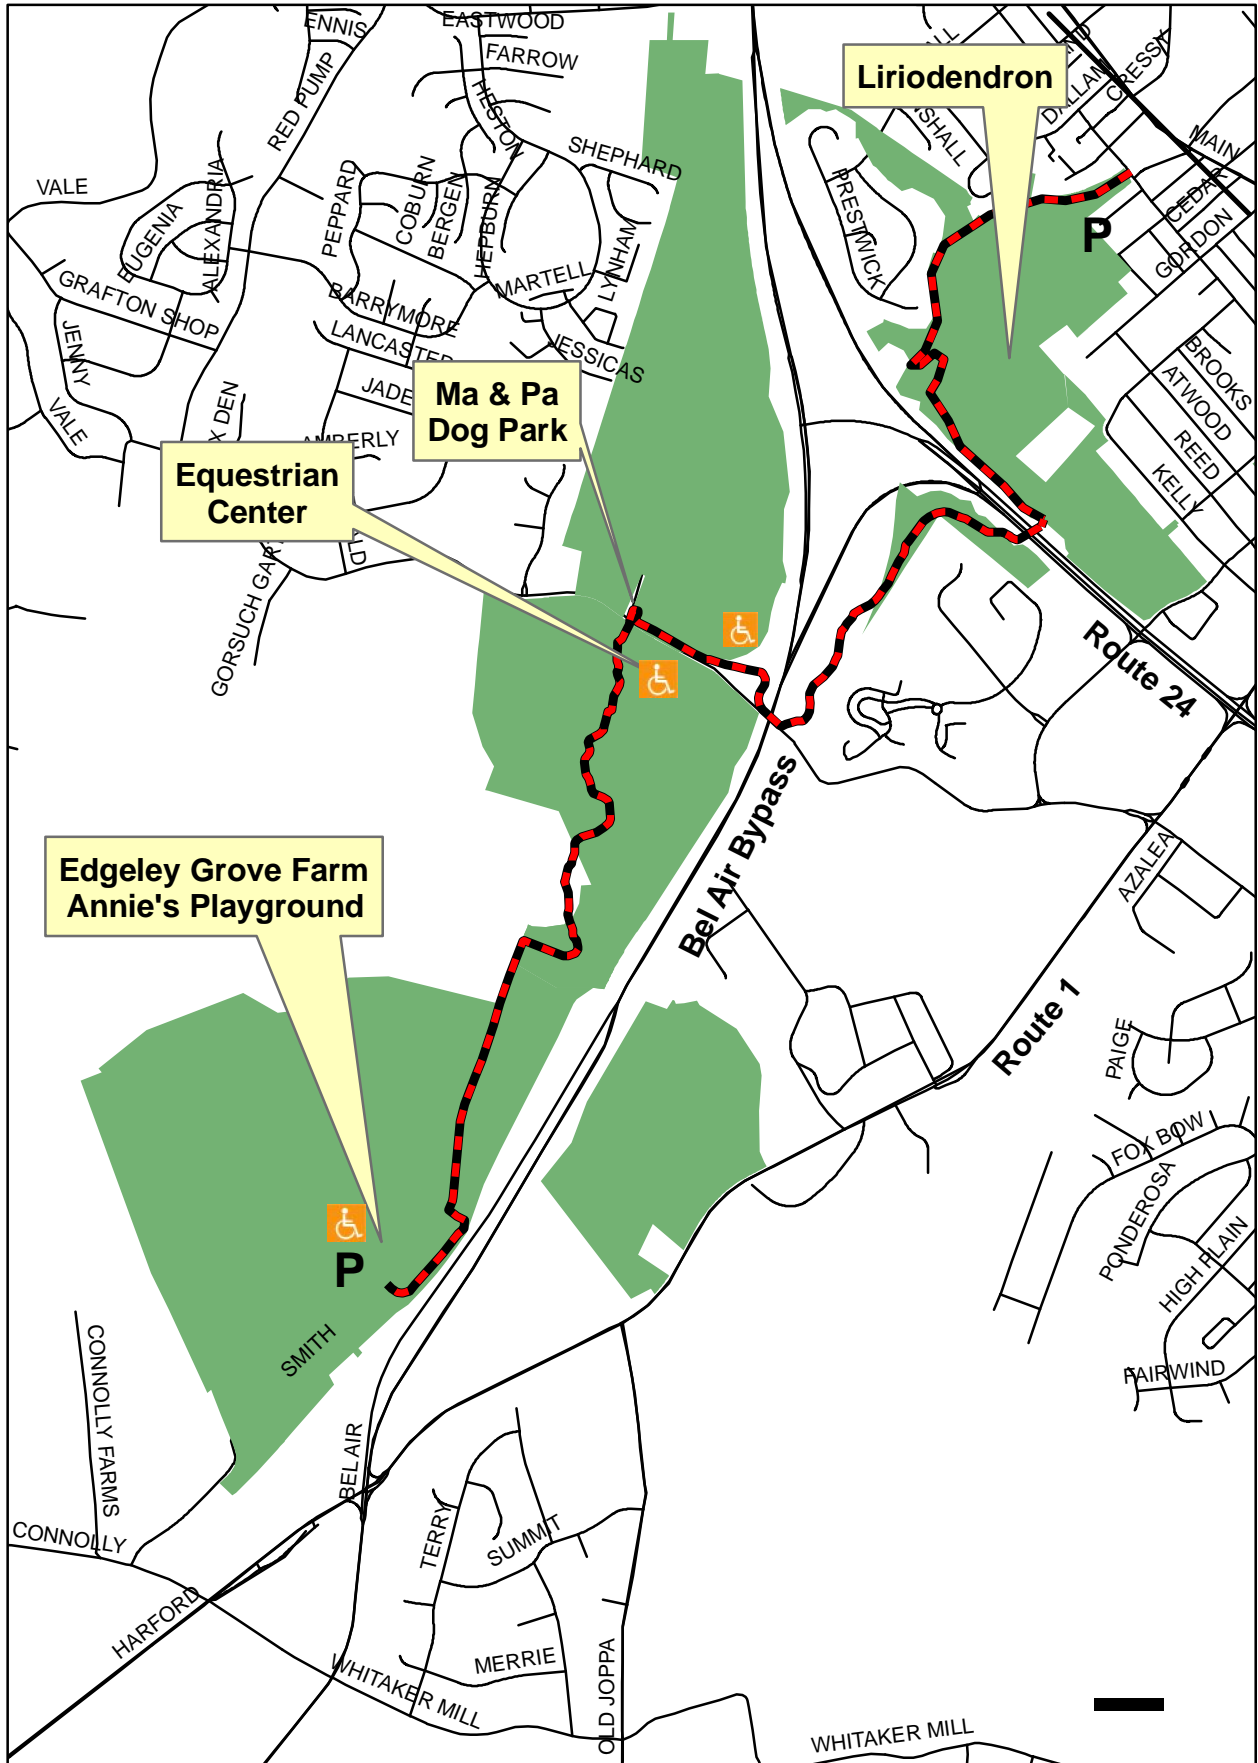 ENNIS
EASTWOOD
FARROW
RED PUMP
HESTON
SHEPHARD
Liriodendron
CRESSY
MAIN
VALE
EUGENIA
ALEXANDRIA
PEPPARD
COBURN
BERGEN
HEPBURN
PRESTWICK
CEDAR
GORDON
P
GRAFTON SHOP
BARRYMORE
MARTELL
LYNHAM
JENNY
LANCASTER
JESSICAS
BROOKS
ATWOOD
REED
KELLY
VALE
JADE
Ma & Pa
Dog Park
AMBERLY
Equestrian
Center
Route 24
Bel Air Bypass
AZALEA
Edgeley Grove Farm
Annie's Playground
Route 1
PAIGE
FOX BOW
PONDEROSA
HIGH PLAIN
FAIRWIND
P
SMITH
CONNOLLY FARMS
BEL AIR
CONNOLLY
TERRY
SUMMIT
HARFORD
MERRIE
WHITAKER MILL
OLD JOPPA
WHITAKER MILL